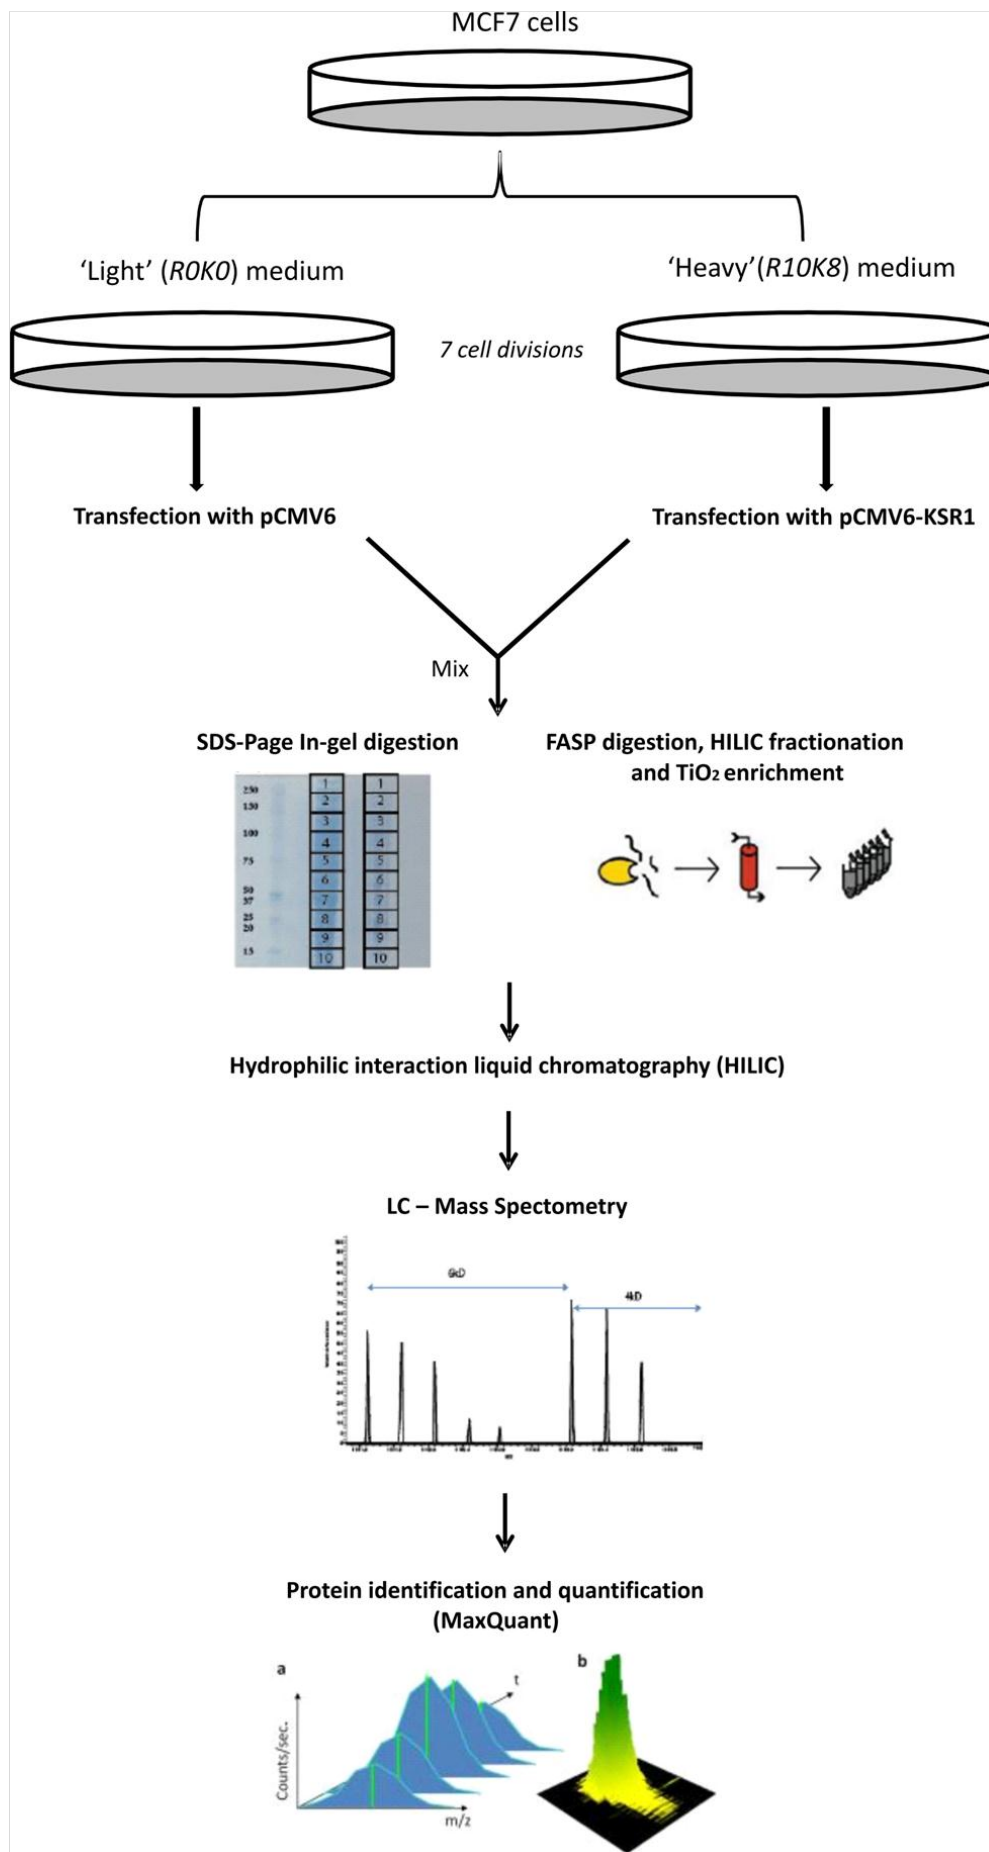 MCF7 cells
‘Light’ (R0K0) medium
‘Heavy’(R10K8) medium
7 cell divisions
Transfection with pCMV6
Transfection with pCMV6-KSR1
Mix
SDS-Page In-gel digestion
FASP digestion, HILIC fractionation
and TiO2 enrichment
250
150
100
75
50
37
25
20
15
1 1
2 2
3 3
4 4
5 5
6 6
7 7
8 8
9 9
10 10
Hydrophilic interaction liquid chromatography (HILIC)
LC – Mass Spectometry
Protein identification and quantification
(MaxQuant)
a
b
t
Counts/sec.
m/z